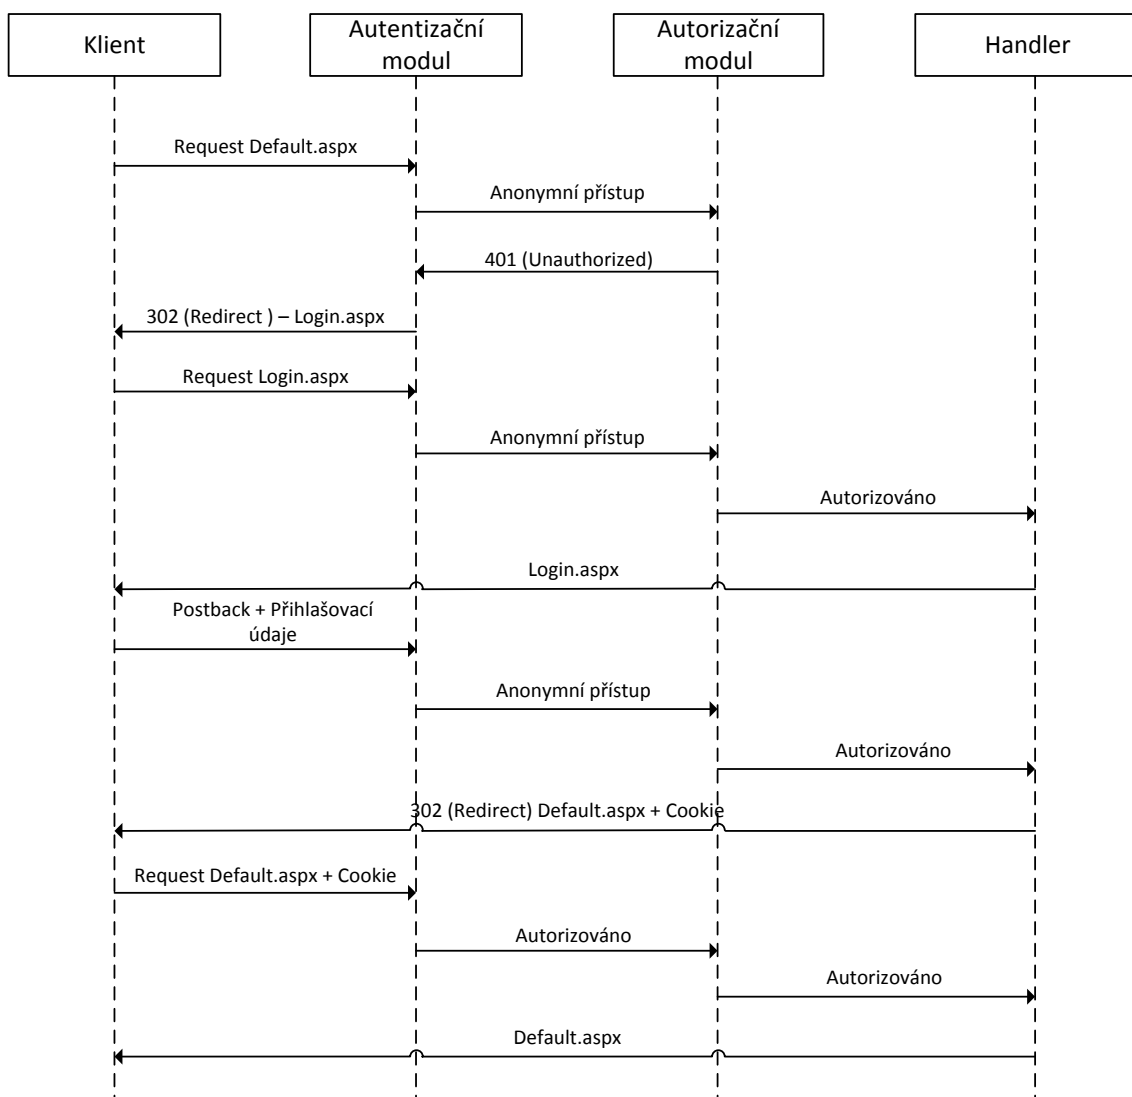 Klient
Autentizační
modul
Autorizační
modul
Handler
Request Default.aspx
Anonymní přístup
401 (Unauthorized)
302 (Redirect ) – Login.aspx
Request Login.aspx
Anonymní přístup
Autorizováno
Login.aspx
Postback + Přihlašovací
údaje
Anonymní přístup
Autorizováno
302 (Redirect) Default.aspx + Cookie
Request Default.aspx + Cookie
Autorizováno
Autorizováno
Default.aspx